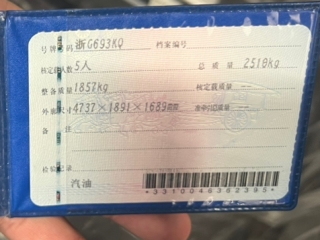 号牌号码 浙G693KQ 档案编号
核定载人数 5人 总质量 2518kg
整备质量 1857kg 核定载质量 --
外廓尺寸 4737×1891×1689mm 准牵引总质量 --
备注
检验记录
汽油
*3310046362395*